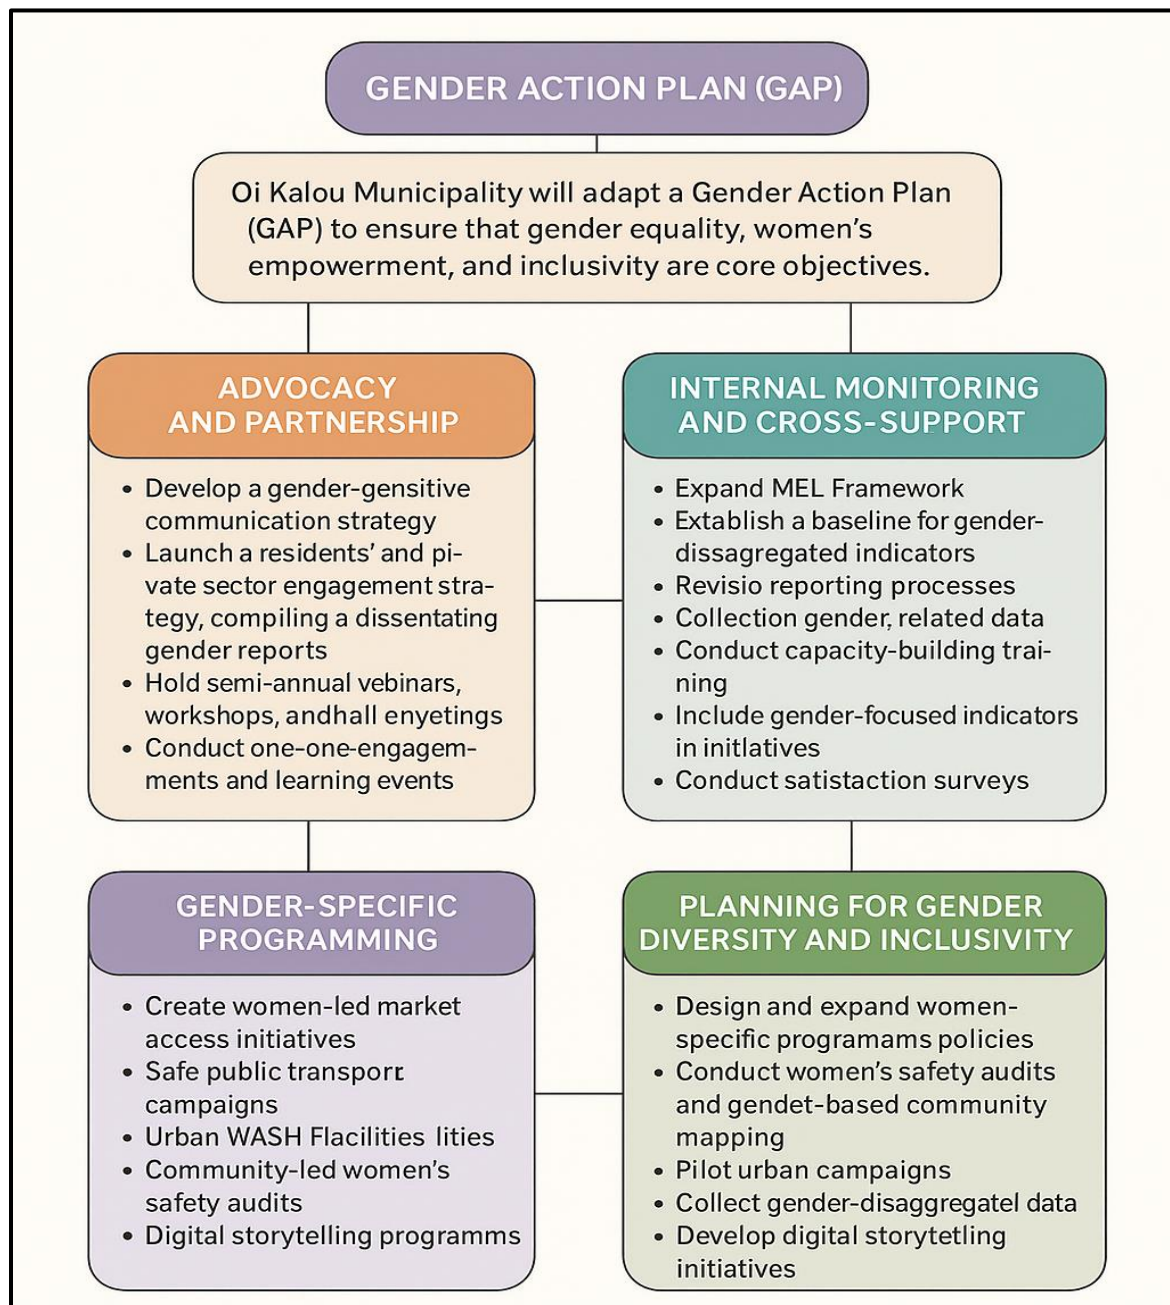 GENDER ACTION PLAN (GAP)
Oi Kalou Municipality will adapt a Gender Action Plan
(GAP) to ensure that gender equality, women's
empowerment, and inclusivity are core objectives.
ADVOCACY
AND PARTNERSHIP
• Develop a gender-gensitive
communication strategy
• Launch a residents' and pi-
vate sector engagement stra-
tegy, compiling a dissentating
gender reports
• Hold semi-annual vebinars,
workshops, andhall enyetings
• Conduct one-one-engagem-
ments and learning events
INTERNAL MONITORING
AND CROSS-SUPPORT
• Expand MEL Framework
• Extablish a baseline for gender-
dissagregated indicators
• Revisio reporting processes
• Collection gender, related data
• Conduct capacity-building trai-
ning
• Include gender-focused indicators
in initlatives
• Conduct satistaction surveys
GENDER-SPECIFIC
PROGRAMMING
• Create women-led market
access initiatives
• Safe public transport
campaigns
• Urban WASH Flacilities lities
• Community-led women's
safety audits
• Digital storytelling programms
PLANNING FOR GENDER
DIVERSITY AND INCLUSIVITY
• Design and expand women-
specific programams policies
• Conduct women's safety audits
and gendet-based community
mapping
• Pilot urban campaigns
• Collect gender-disaggregatel data
• Develop digital storytetling
initiatives